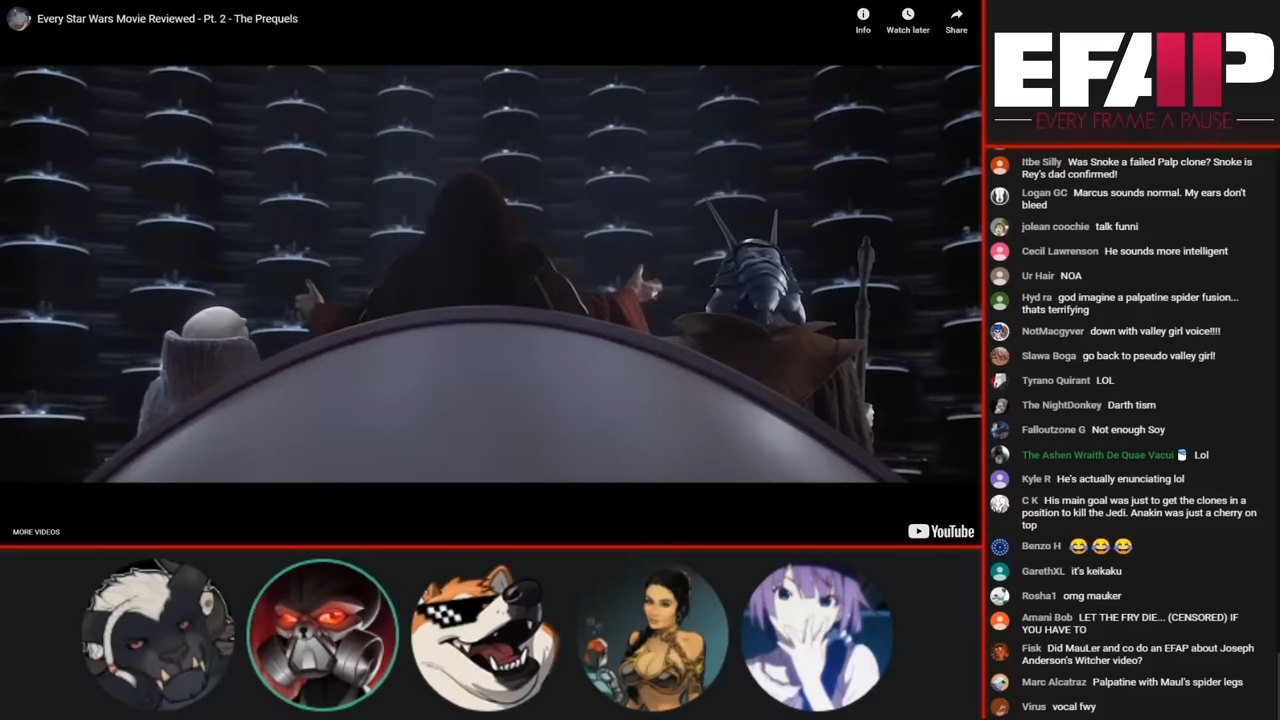 Every Star Wars Movie Reviewed - Pt. 2 - The Prequels
Info
Watch later
Share
MORE VIDEOS
YouTube
EFAP
EVERY FRAME A PAUSE
Itbe Silly Was Snoke a failed Palp clone? Snoke is
Rey's dad confirmed!
Logan GC Marcus sounds normal. My ears don't
bleed
jolean coochie talk funni
Cecil Lawrenson He sounds more intelligent
Ur Hair NOA
Hyd ra god imagine a palpatine spider fusion...
thats terrifying
NotMacgyver down with valley girl voice!!!!
Slawa Boga go back to pseudo valley girl!
Tyrano Quirant LOL
The NightDonkey Darth tism
Falloutzone G Not enough Soy
The Ashen Wraith De Quae Vacui Lol
Kyle R He's actually enunciating lol
C K His main goal was just to get the clones in a
position to kill the Jedi. Anakin was just a cherry on
top
Benzo H 😂😂😂
GarethXL it's keikaku
Rosha1 omg mauker
Amani Bob LET THE FRY DIE... (CENSORED) IF
YOU HAVE TO
Fisk Did MauLer and co do an EFAP about Joseph
Anderson's Witcher video?
Marc Alcatraz Palpatine with Maul's spider legs
Virus vocal fwy